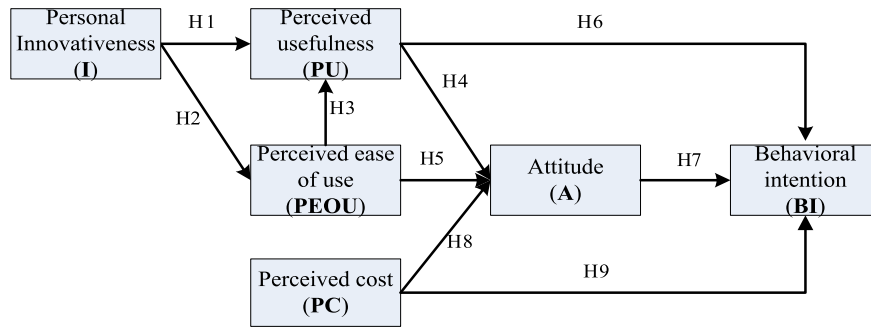 Personal
Innovativeness
(I)
H1
Perceived
usefulness
(PU)
H6
H2
H3
H4
Perceived ease
of use
(PEOU)
H5
Attitude
(A)
H7
Behavioral
intention
(BI)
H8
Perceived cost
(PC)
H9